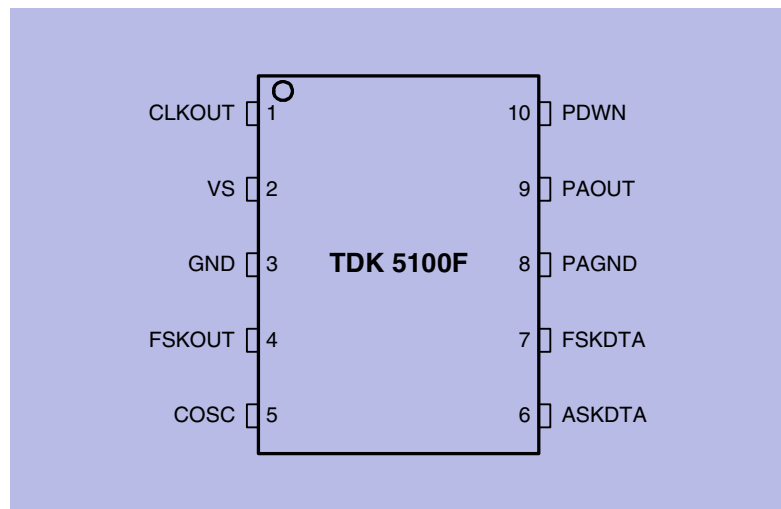 CLKOUT 1 10 PDWN
VS 2 9 PAOUT
GND 3 TDK 5100F 8 PAGND
FSKOUT 4 7 FSKDTA
COSC 5 6 ASKDTA